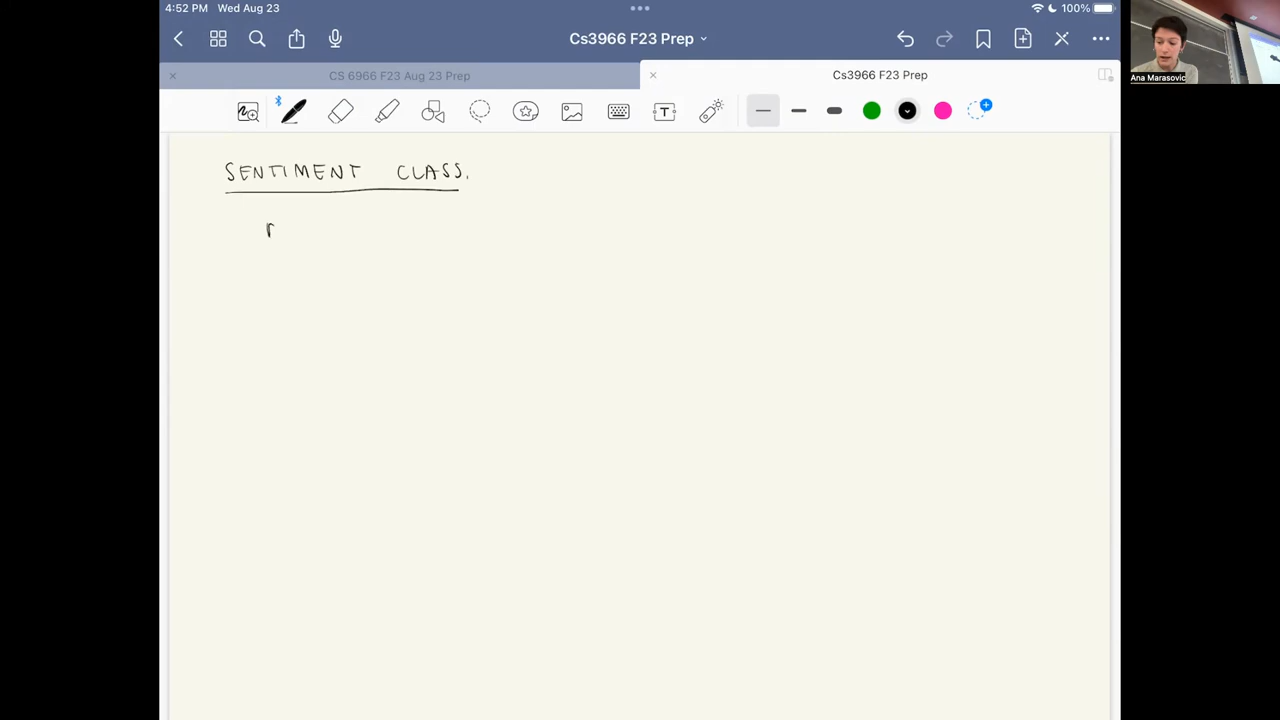 4:52 PM Wed Aug 23
100%
Cs3966 F23 Prep
CS 6966 F23 Aug 23 Prep
Cs3966 F23 Prep
T
SENTIMENT CLASS.
Ana Marasovic